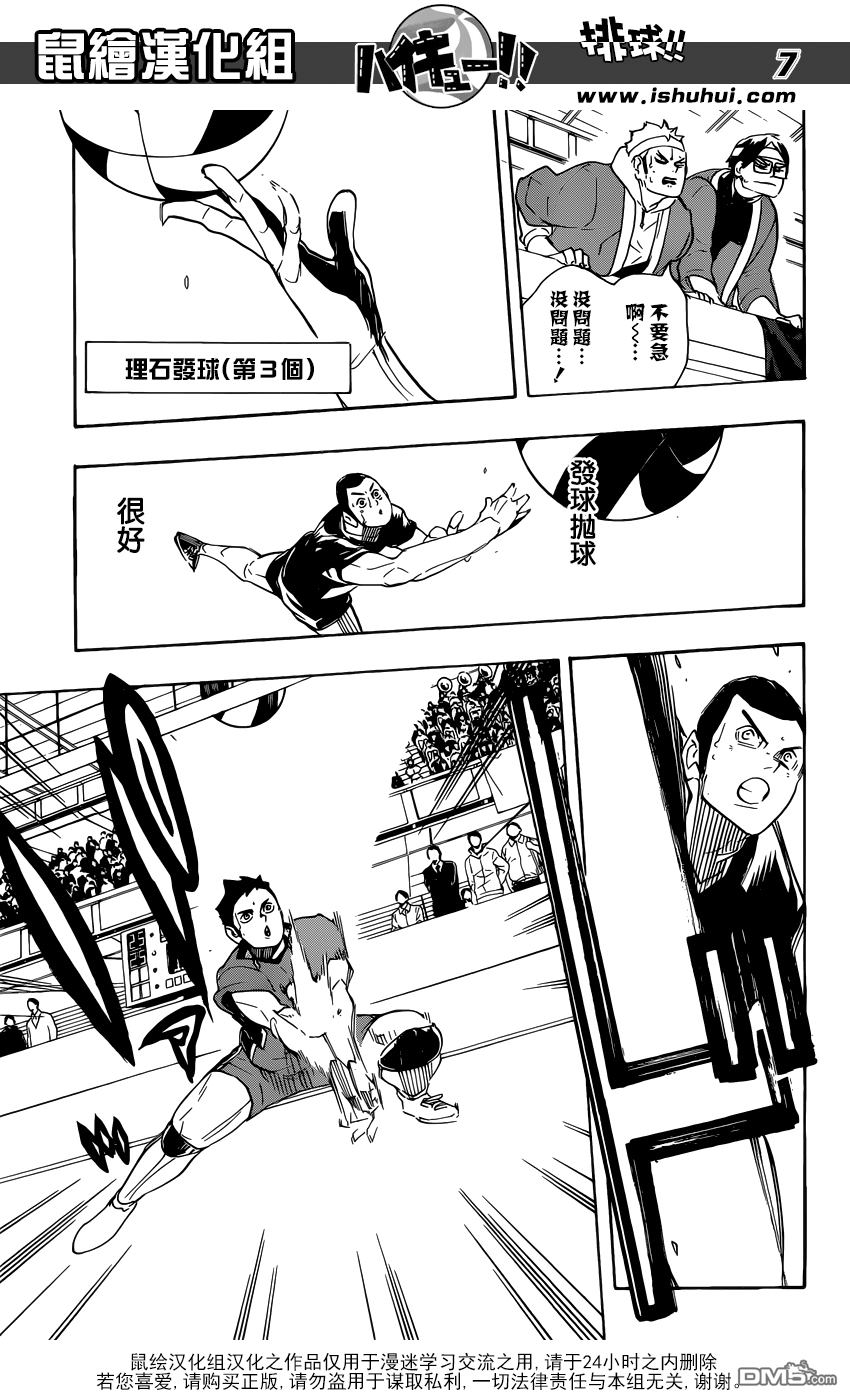 鼠繪漢化組
ハイキュー!!
排球!!
7
www.ishuhui.com
不要急
啊～……
没問題…
没問題…!
理石發球(第3個)
發球抛球
很好
鼠绘汉化组汉化之作品仅用于漫迷学习交流之用,请于24小时之内删除
若您喜爱,请购买正版,请勿盗用于谋取私利,一切法律责任与本组无关,谢谢。
DM5.com